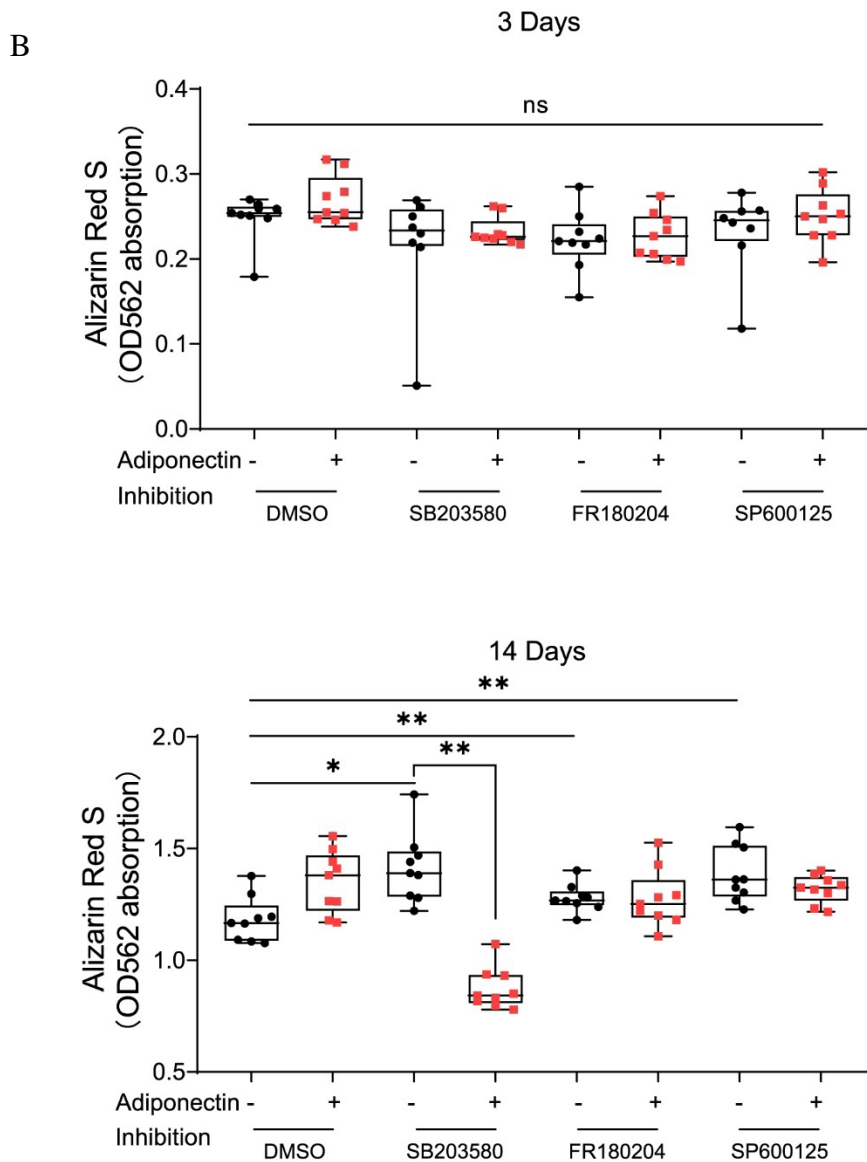 B
3 Days
Alizarin Red S
(OD562 absorption)
0.4
0.3
0.2
0.1
0.0
ns
Adiponectin - + - + - + - +
Inhibition
DMSO SB203580 FR180204 SP600125
14 Days
Alizarin Red S
(OD562 absorption)
2.0
1.5
1.0
0.5
**
**
**
*
Adiponectin - + - + - + - +
Inhibition
DMSO SB203580 FR180204 SP600125